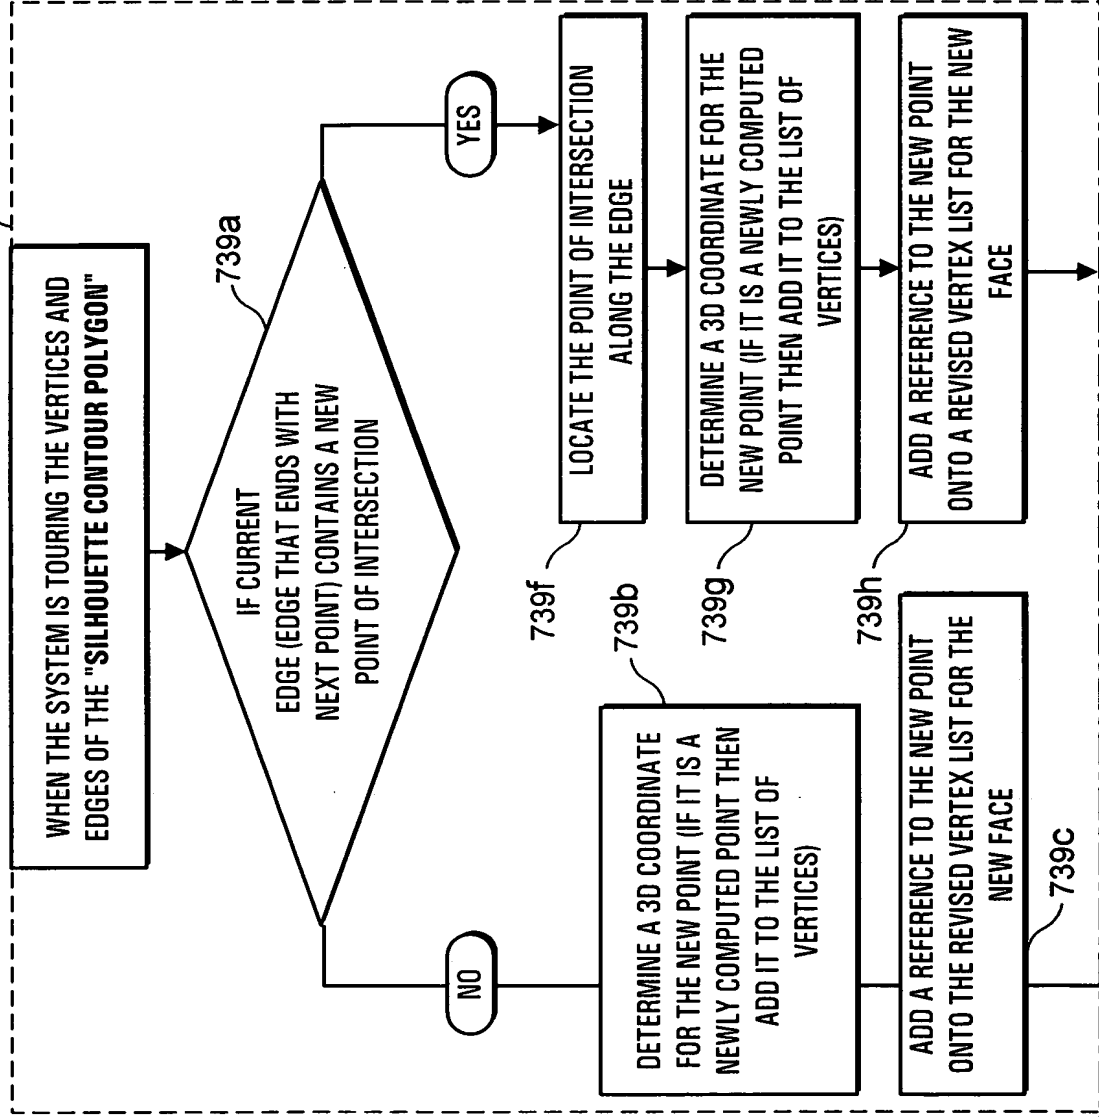 WHEN THE SYSTEM IS TOURING THE VERTICES AND
EDGES OF THE "SILHOUETTE CONTOUR POLYGON"
739a
IF CURRENT
EDGE (EDGE THAT ENDS WITH
NEXT POINT) CONTAINS A NEW
POINT OF INTERSECTION
NO
YES
739b
DETERMINE A 3D COORDINATE
FOR THE NEW POINT (IF IT IS A
NEWLY COMPUTED POINT THEN
ADD IT TO THE LIST OF
VERTICES)
ADD A REFERENCE TO THE NEW POINT
ONTO THE REVISED VERTEX LIST FOR THE
NEW FACE
739c
739f
LOCATE THE POINT OF INTERSECTION
ALONG THE EDGE
739g
DETERMINE A 3D COORDINATE FOR THE
NEW POINT (IF IT IS A NEWLY COMPUTED
POINT THEN ADD IT TO THE LIST OF
VERTICES)
739h
ADD A REFERENCE TO THE NEW POINT
ONTO A REVISED VERTEX LIST FOR THE NEW
FACE